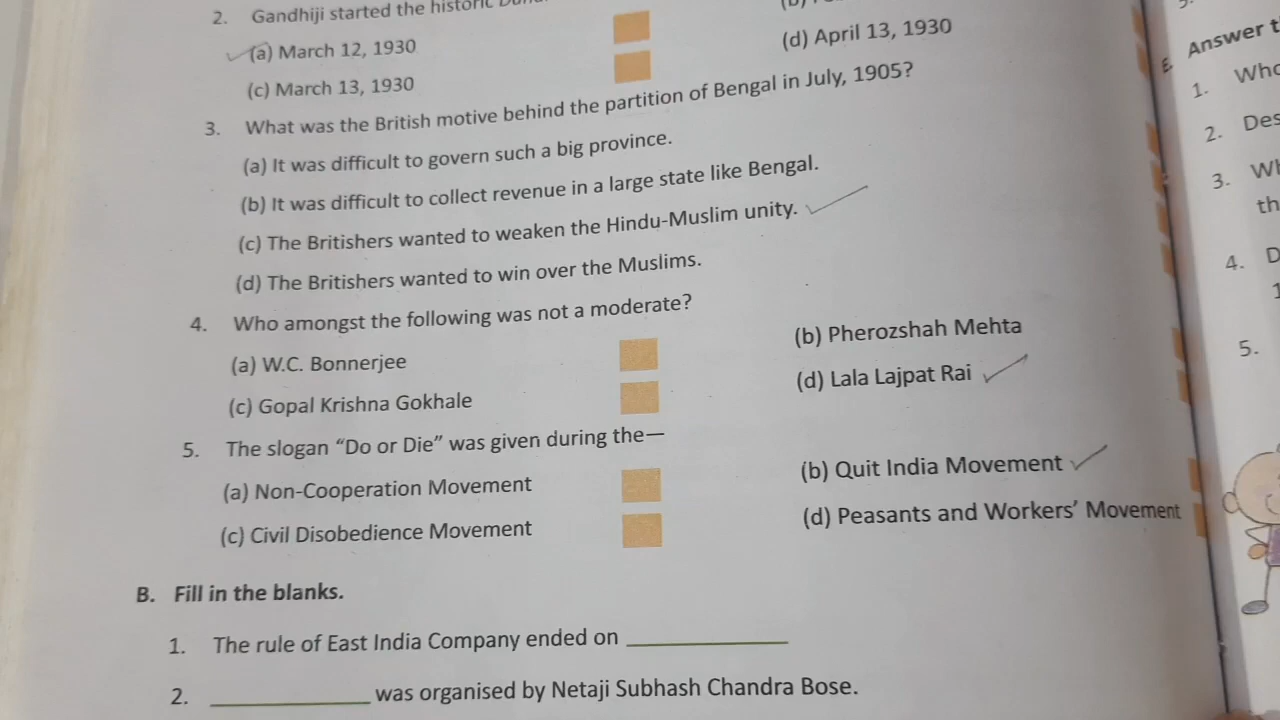 2. Gandhiji started the historic
(a) March 12, 1930
(d) April 13, 1930
(c) March 13, 1930
3. What was the British motive behind the partition of Bengal in July, 1905?
(a) It was difficult to govern such a big province.
(b) It was difficult to collect revenue in a large state like Bengal.
(c) The Britishers wanted to weaken the Hindu-Muslim unity.
(d) The Britishers wanted to win over the Muslims.
4. Who amongst the following was not a moderate?
(a) W.C. Bonnerjee
(b) Pherozshah Mehta
(c) Gopal Krishna Gokhale
(d) Lala Lajpat Rai
5. The slogan “Do or Die” was given during the—
(a) Non-Cooperation Movement
(b) Quit India Movement
(c) Civil Disobedience Movement
(d) Peasants and Workers’ Movement
B. Fill in the blanks.
1. The rule of East India Company ended on
2. was organised by Netaji Subhash Chandra Bose.
Answer
1.
2.
3.
4.
5.